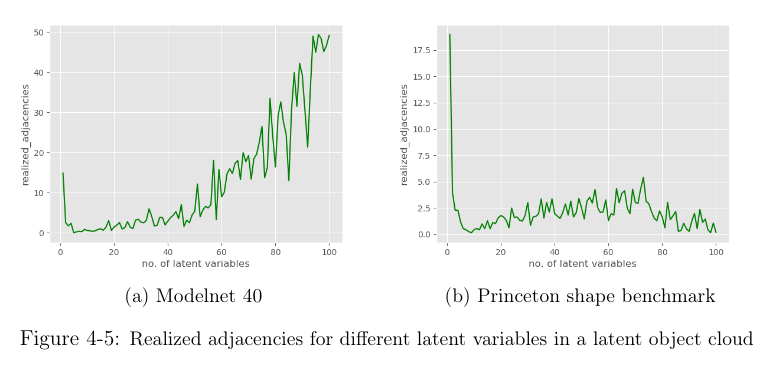 50
40
30
20
10
0
realized_adjacencies
0 20 40 60 80 100
no. of latent variables
(a) Modelnet 40
17.5
15.0
12.5
10.0
7.5
5.0
2.5
0.0
realized_adjacencies
0 20 40 60 80 100
no. of latent variables
(b) Princeton shape benchmark
Figure 4-5: Realized adjacencies for different latent variables in a latent object cloud